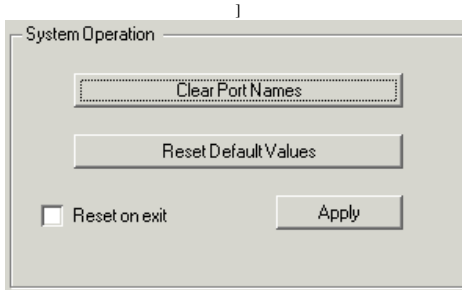 ]
System Operation
Clear Port Names
Reset Default Values
Reset on exit
Apply